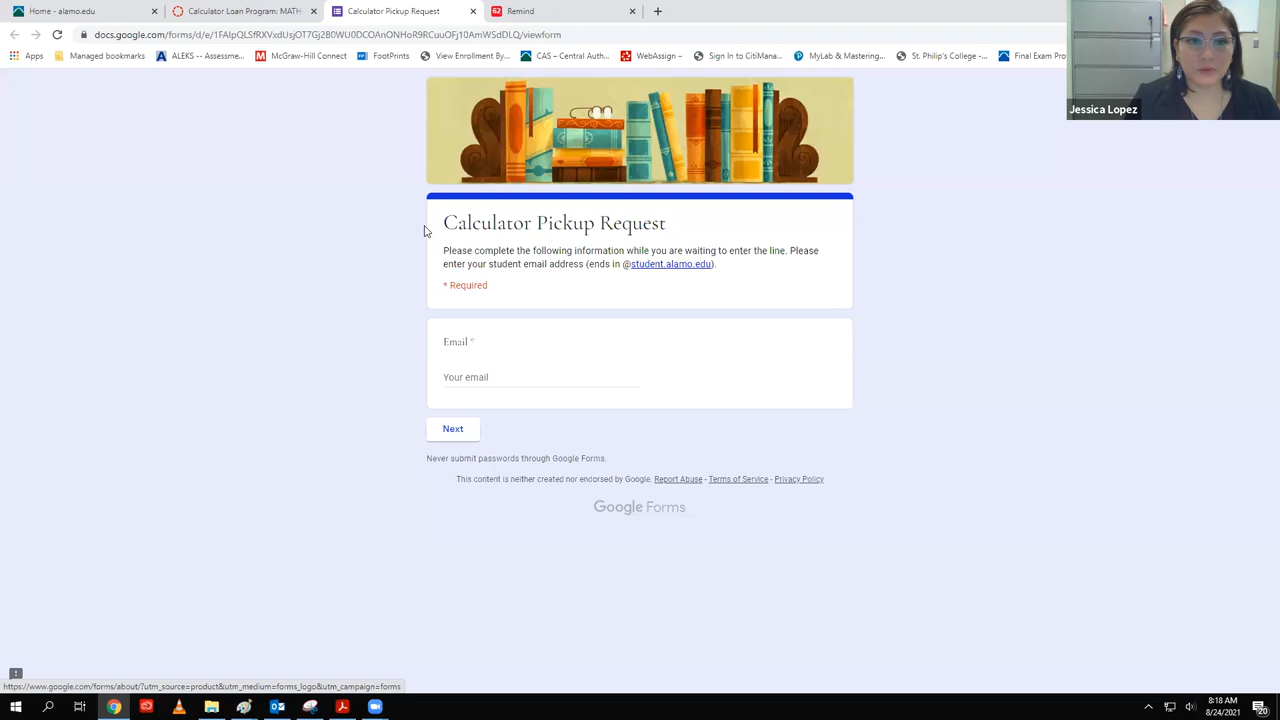 Home - alamo.edu
Calculator Loan Program: MATH
Calculator Pickup Request
62
Remind
docs.google.com/forms/d/e/1FAIpQLSfRXVxdUsjOT7Gj2B0WU0DCOAnONHoR9RCuuOFj10AmWSdDLQ/viewform
Apps
Managed bookmarks
ALEKS -- Assessme...
McGraw-Hill Connect
FootPrints
View Enrollment By...
CAS – Central Auth...
WebAssign –
Sign In to CitiMana...
MyLab & Mastering...
St. Philip's College -...
Final Exam Pro
Jessica Lopez
Calculator Pickup Request
Please complete the following information while you are waiting to enter the line. Please
enter your student email address (ends in @student.alamo.edu).
* Required
Email *
Your email
Next
Never submit passwords through Google Forms.
This content is neither created nor endorsed by Google. Report Abuse - Terms of Service - Privacy Policy
Google Forms
https://www.google.com/forms/about/?utm_source=product&utm_medium=forms_logo&utm_campaign=forms
8:18 AM
8/24/2021
20